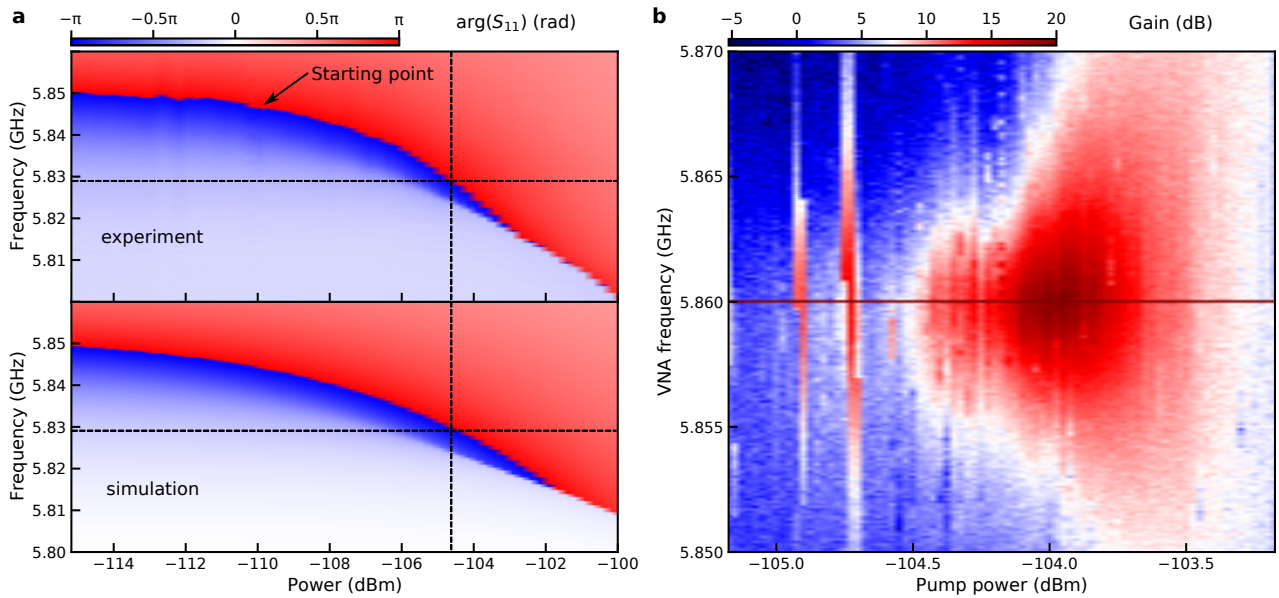 a
−π −0.5π 0 0.5π π
arg(S₁₁) (rad)
Starting point
experiment
5.85
5.84
5.83
5.82
5.81
Frequency (GHz)
simulation
5.85
5.84
5.83
5.82
5.81
5.80
Frequency (GHz)
−114 −112 −110 −108 −106 −104 −102 −100
Power (dBm)
b
−5 0 5 10 15 20
Gain (dB)
5.870
5.865
5.860
5.855
5.850
VNA frequency (GHz)
−105.0 −104.5 −104.0 −103.5
Pump power (dBm)